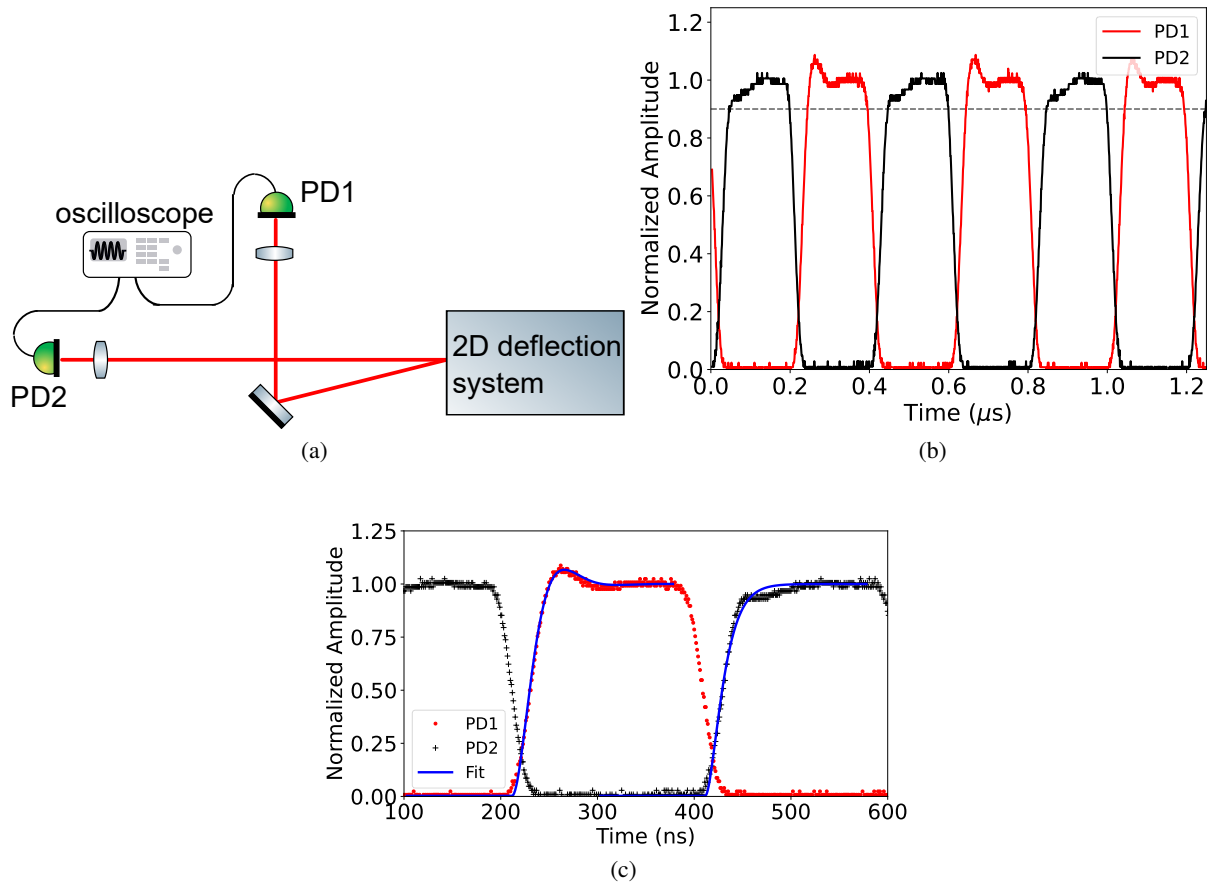 PD1
oscilloscope
PD2
2D deflection
system
(a)
Normalized Amplitude
1.2
1.0
0.8
0.6
0.4
0.2
0.0
0.0 0.2 0.4 0.6 0.8 1.0 1.2
Time (μs)
PD1
PD2
(b)
Normalized Amplitude
1.25
1.00
0.75
0.50
0.25
0.00
PD1
PD2
Fit
100 200 300 400 500 600
Time (ns)
(c)